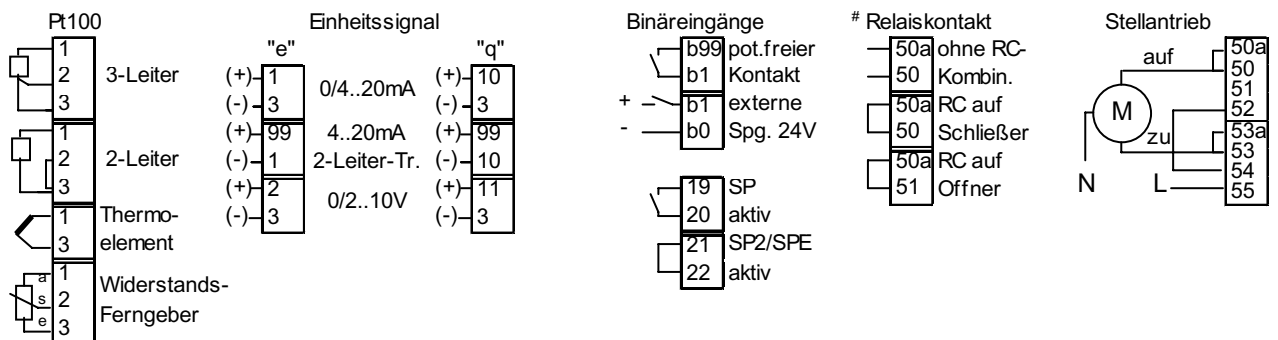 Pt100
1
2
3
3-Leiter
1
2
3
2-Leiter
1
3
Thermo-
element
a
s
e
1
2
3
Widerstands-
Ferngeber
Einheitssignal
"e"
"q"
(+) 1
(-) 3
0/4..20mA
(+) 10
(-) 3
(+) 99
(-) 1
4..20mA
2-Leiter-Tr.
(+) 99
(-) 10
(+) 2
(-) 3
0/2..10V
(+) 11
(-) 3
Binäreingänge
b99 pot.freier
b1 Kontakt
+ b1 externe
- b0 Spg. 24V
19 SP
20 aktiv
21 SP2/SPE
22 aktiv
# Relaiskontakt
50a ohne RC-
50 Kombin.
50a RC auf
50 Schließer
50a RC auf
51 Offner
Stellantrieb
auf
M
zu
N
L
50a
50
51
52
53a
53
54
55